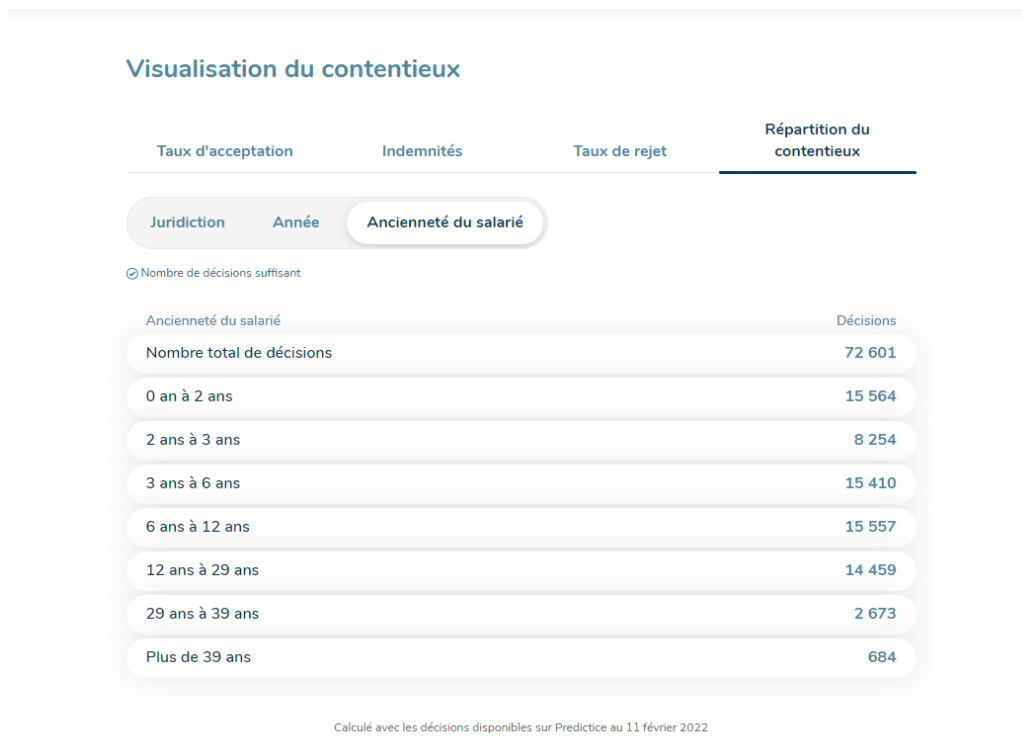 Visualisation du contentieux
Taux d'acceptation Indemnités Taux de rejet Répartition du
contentieux
Juridiction Année Ancienneté du salarié
Nombre de décisions suffisant
Ancienneté du salarié Décisions
Nombre total de décisions 72 601
0 an à 2 ans 15 564
2 ans à 3 ans 8 254
3 ans à 6 ans 15 410
6 ans à 12 ans 15 557
12 ans à 29 ans 14 459
29 ans à 39 ans 2 673
Plus de 39 ans 684
Calculé avec les décisions disponibles sur Predictice au 11 février 2022